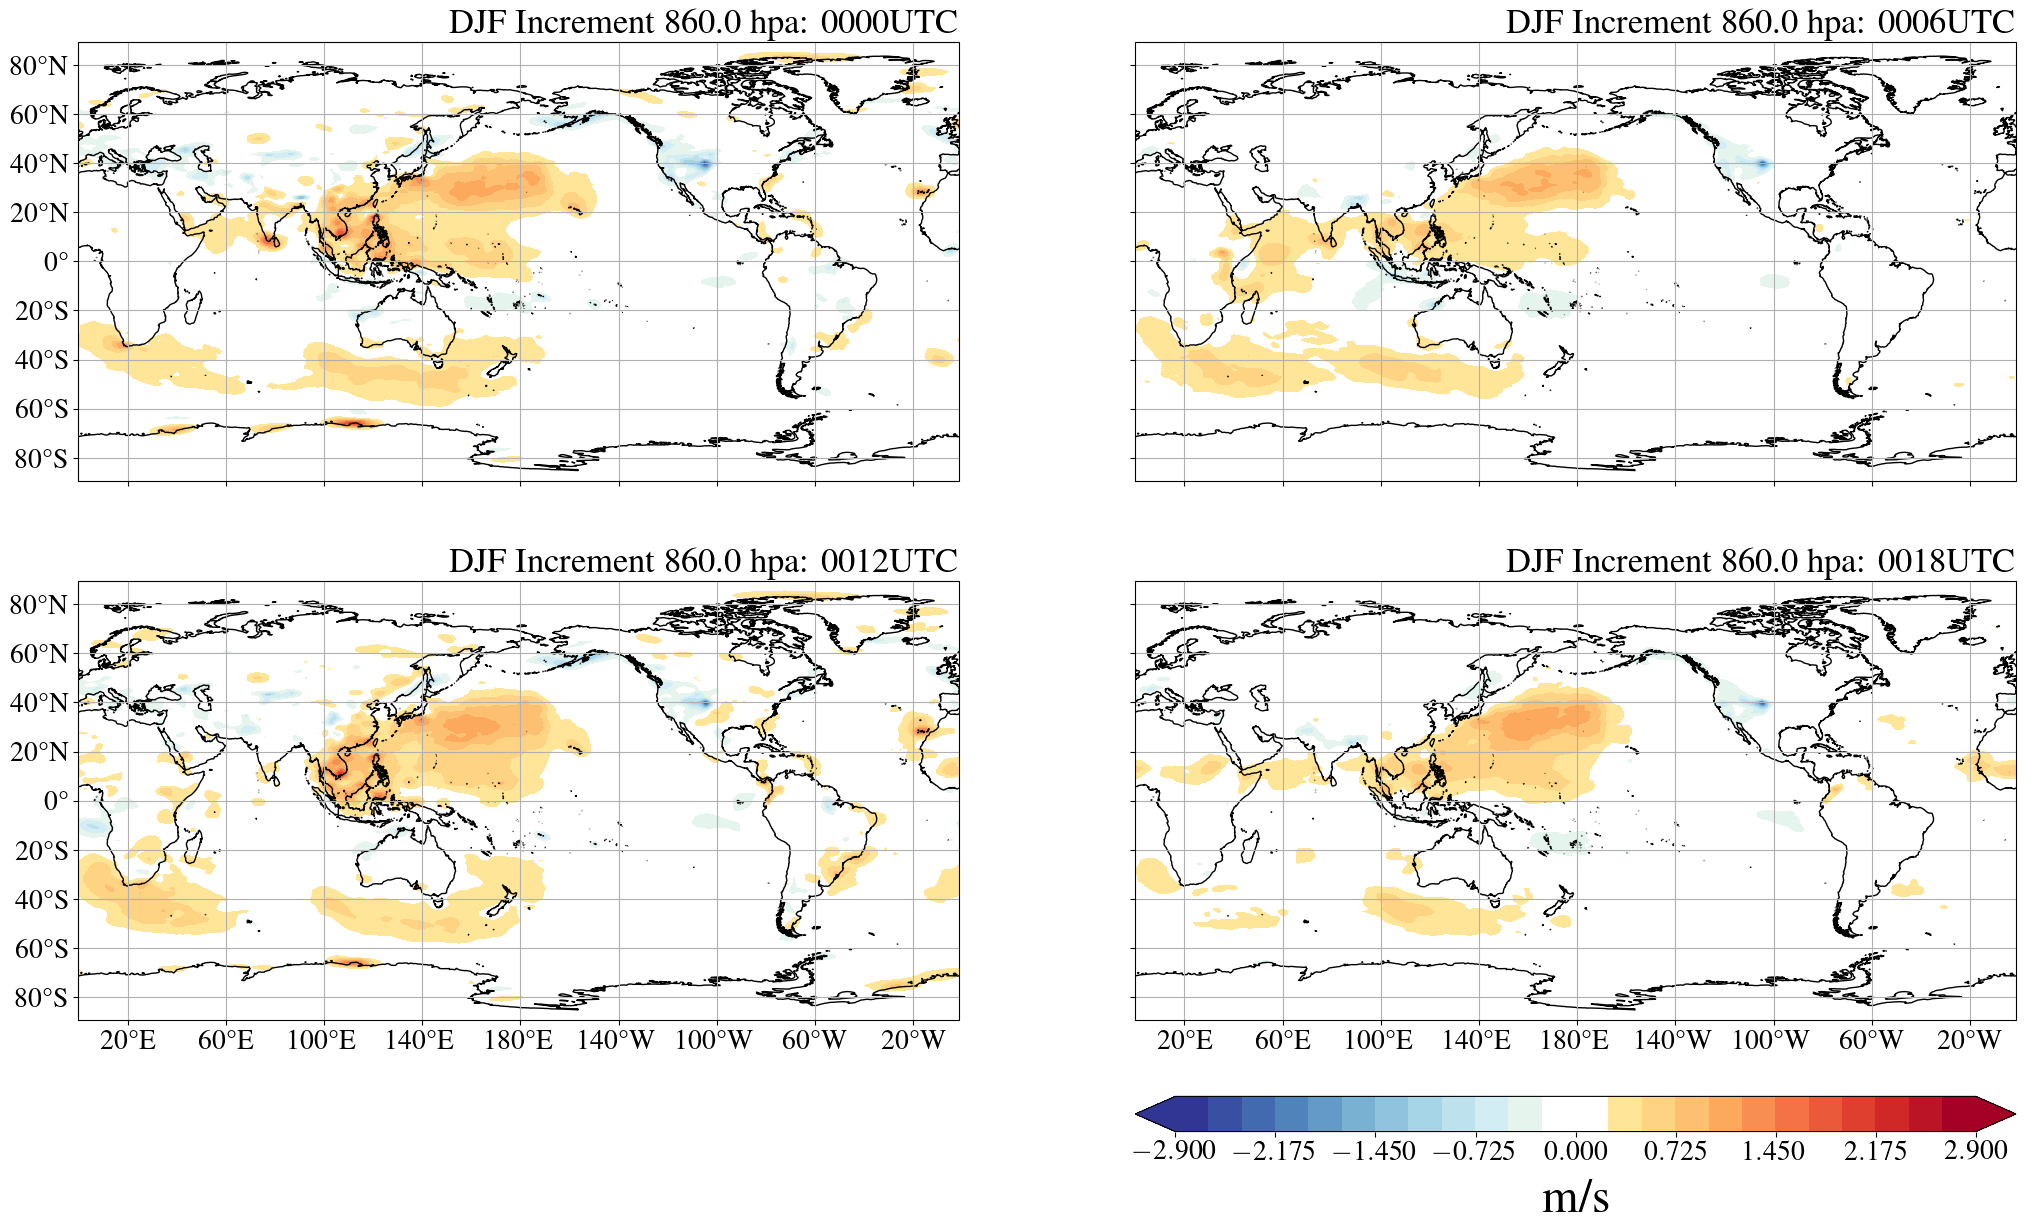 DJF Increment 860.0 hpa: 0000UTC
DJF Increment 860.0 hpa: 0006UTC
80°N
60°N
40°N
20°N
0°
20°S
40°S
60°S
80°S
DJF Increment 860.0 hpa: 0012UTC
DJF Increment 860.0 hpa: 0018UTC
80°N
60°N
40°N
20°N
0°
20°S
40°S
60°S
80°S
20°E 60°E 100°E 140°E 180°E 140°W 100°W 60°W 20°W
20°E 60°E 100°E 140°E 180°E 140°W 100°W 60°W 20°W
−2.900 −2.175 −1.450 −0.725 0.000 0.725 1.450 2.175 2.900
m/s